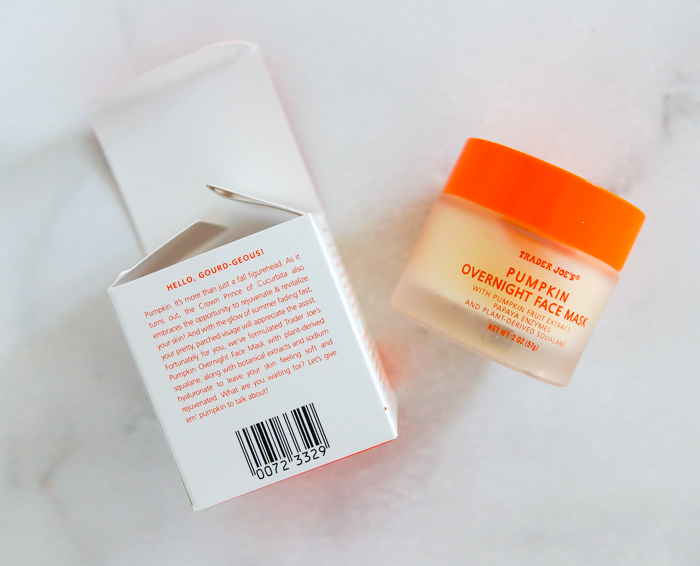 HELLO, GOURD-GEOUS!
Pumpkin. It's more than just a fall figurehead. As it
turns out, the Crown Prince of Cucurbita also
embraces the opportunity to rejuvenate & revitalize
your skin! And with the glow of summer fading fast,
your pretty, parched visage will appreciate the assist.
Fortunately for you, we've formulated Trader Joe's
Pumpkin Overnight Face Mask with plant-derived
squalane, along with botanical extracts and sodium
hyaluronate to leave your skin feeling soft and
rejuvenated. What are you waiting for? Let's give
em' pumpkin to talk about!
0072 3329
TRADER JOE'S®
PUMPKIN
OVERNIGHT FACE MASK
WITH PUMPKIN FRUIT EXTRACT,
PAPAYA ENZYMES
AND PLANT-DERIVED SQUALANE
NET WT. 2 OZ (57g)